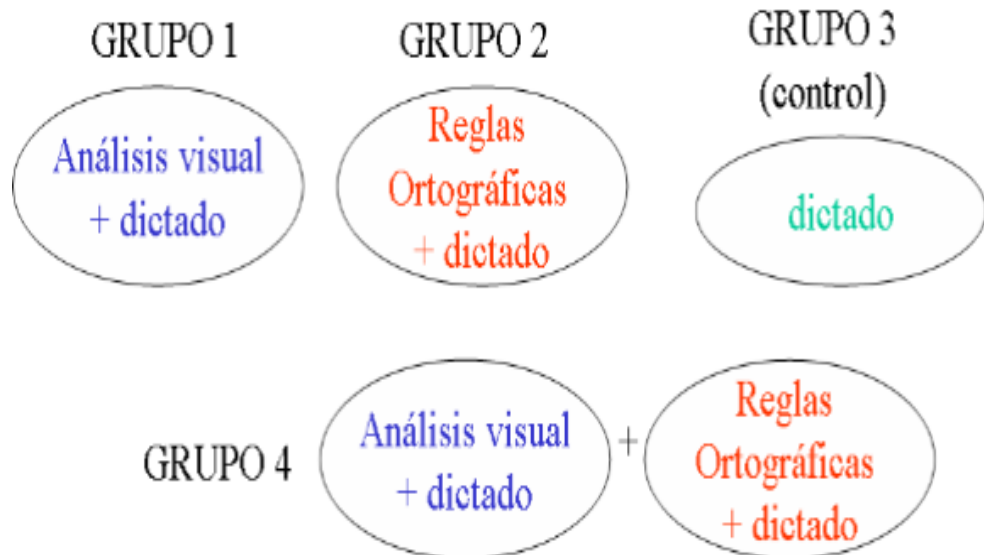 GRUPO 1
Análisis visual
+ dictado
GRUPO 2
Reglas
Ortográficas
+ dictado
GRUPO 3
(control)
dictado
GRUPO 4
Análisis visual
+ dictado
+
Reglas
Ortográficas
+ dictado